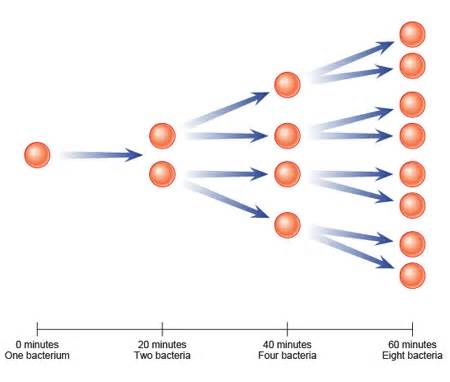 0 minutes
One bacterium
20 minutes
Two bacteria
40 minutes
Four bacteria
60 minutes
Eight bacteria